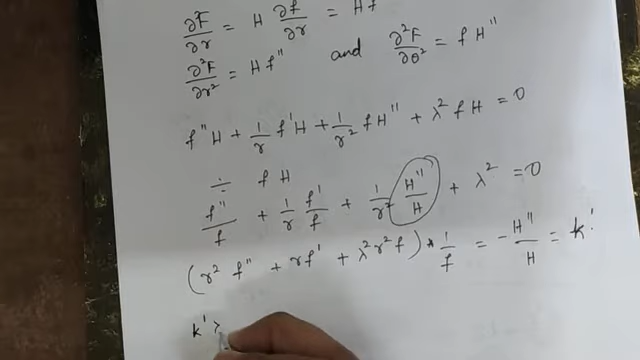 ∂F/∂r = H ∂f/∂r = Hf'
∂²F/∂r² = H f'' and ∂²F/∂θ² = f H''
f''H + 1/r f'H + 1/r² f H'' + λ² f H = 0
÷ f H
f''/f + 1/r f'/f + 1/r² H''/H + λ² = 0
(r² f'' + r f' + λ² r² f) * 1/f = - H''/H = k'
k' >